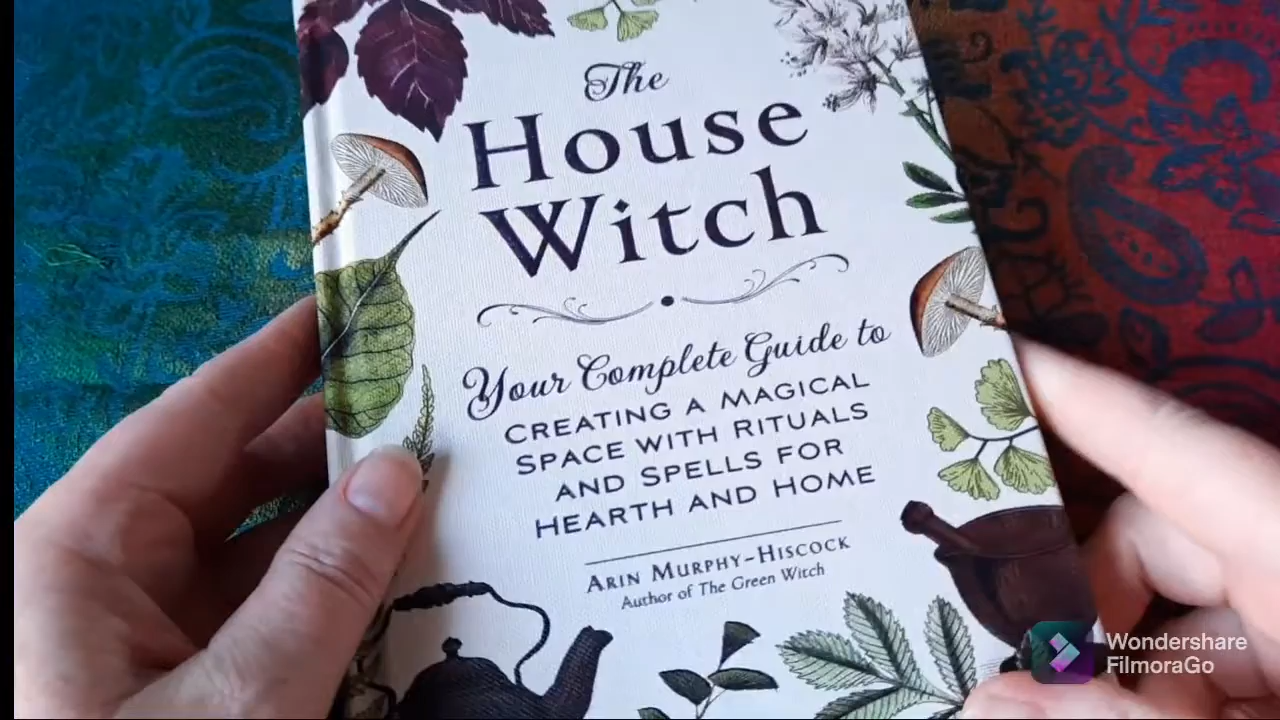 The
House
Witch
Your Complete Guide to
CREATING A MAGICAL
SPACE WITH RITUALS
AND SPELLS FOR
HEARTH AND HOME
ARIN MURPHY-HISCOCK
Author of The Green Witch
Wondershare
FilmoraGo